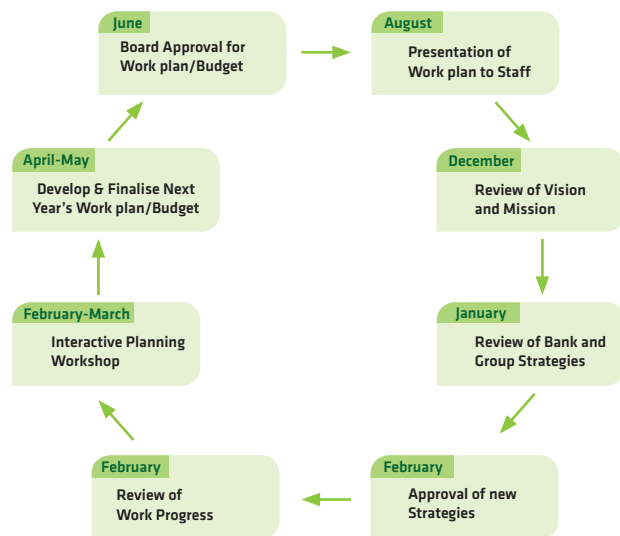 June
Board Approval for
Work plan/Budget
August
Presentation of
Work plan to Staff
December
Review of Vision
and Mission
January
Review of Bank and
Group Strategies
February
Approval of new
Strategies
February
Review of
Work Progress
February-March
Interactive Planning
Workshop
April-May
Develop & Finalise Next
Year's Work plan/Budget